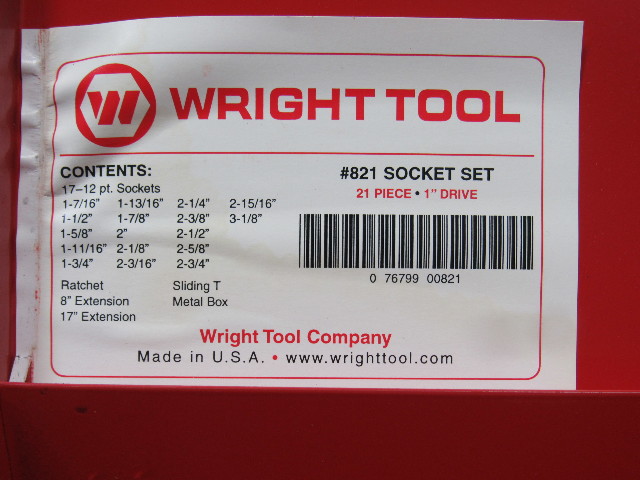 W WRIGHT TOOL
CONTENTS:
17–12 pt. Sockets
1-7/16" 1-13/16" 2-1/4" 2-15/16"
1-1/2" 1-7/8" 2-3/8" 3-1/8"
1-5/8" 2" 2-1/2"
1-11/16" 2-1/8" 2-5/8"
1-3/4" 2-3/16" 2-3/4"
Ratchet Sliding T
8" Extension Metal Box
17" Extension
#821 SOCKET SET
21 PIECE • 1" DRIVE
0 76799 00821
Wright Tool Company
Made in U.S.A. • www.wrighttool.com